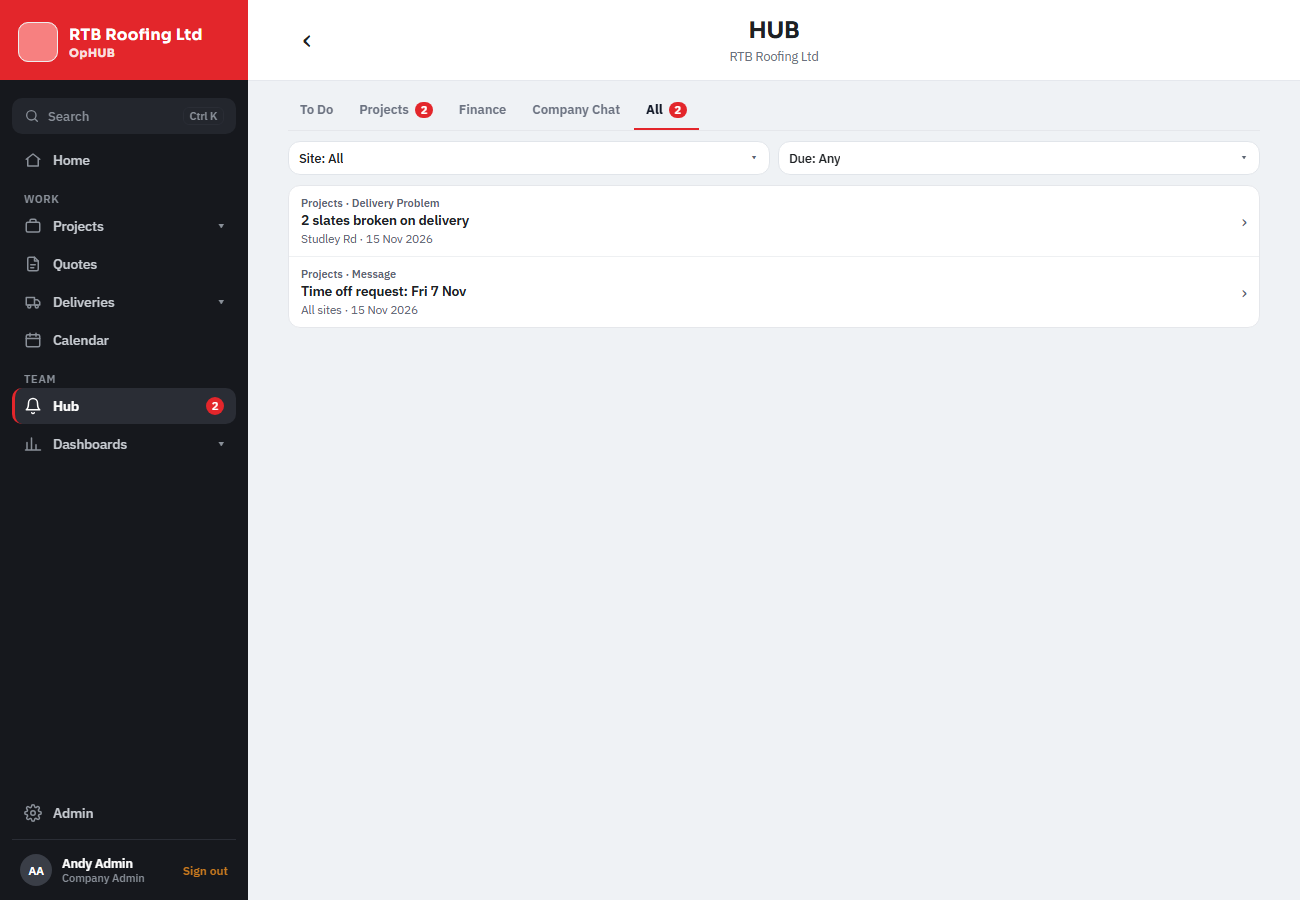 RTB Roofing Ltd
OpHUB
Search Ctrl K
Home
WORK
Projects
Quotes
Deliveries
Calendar
TEAM
Hub 2
Dashboards
Admin
AA
Andy Admin
Company Admin
Sign out
HUB
RTB Roofing Ltd
To Do Projects 2 Finance Company Chat All 2
Site: All Due: Any
Projects · Delivery Problem
2 slates broken on delivery
Studley Rd · 15 Nov 2026
Projects · Message
Time off request: Fri 7 Nov
All sites · 15 Nov 2026